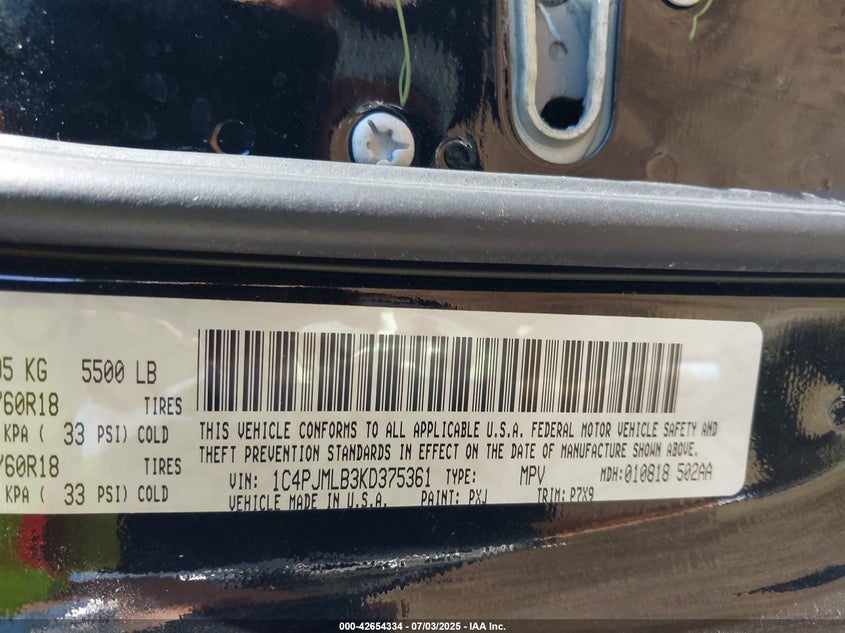 05 KG 5500 LB
/60R18 TIRES
KPA ( 33 PSI) COLD
/60R18 TIRES
KPA ( 33 PSI) COLD
THIS VEHICLE CONFORMS TO ALL APPLICABLE U.S.A. FEDERAL MOTOR VEHICLE SAFETY AND
THEFT PREVENTION STANDARDS IN EFFECT ON THE DATE OF MANUFACTURE SHOWN ABOVE.
VIN: 1C4PJMLB3KD375361 TYPE: MPV MDH:010818 502AA
VEHICLE MADE IN U.S.A. PAINT: PXJ TRIM: P7X9
000-42654334 - 07/03/2025 - IAA Inc.